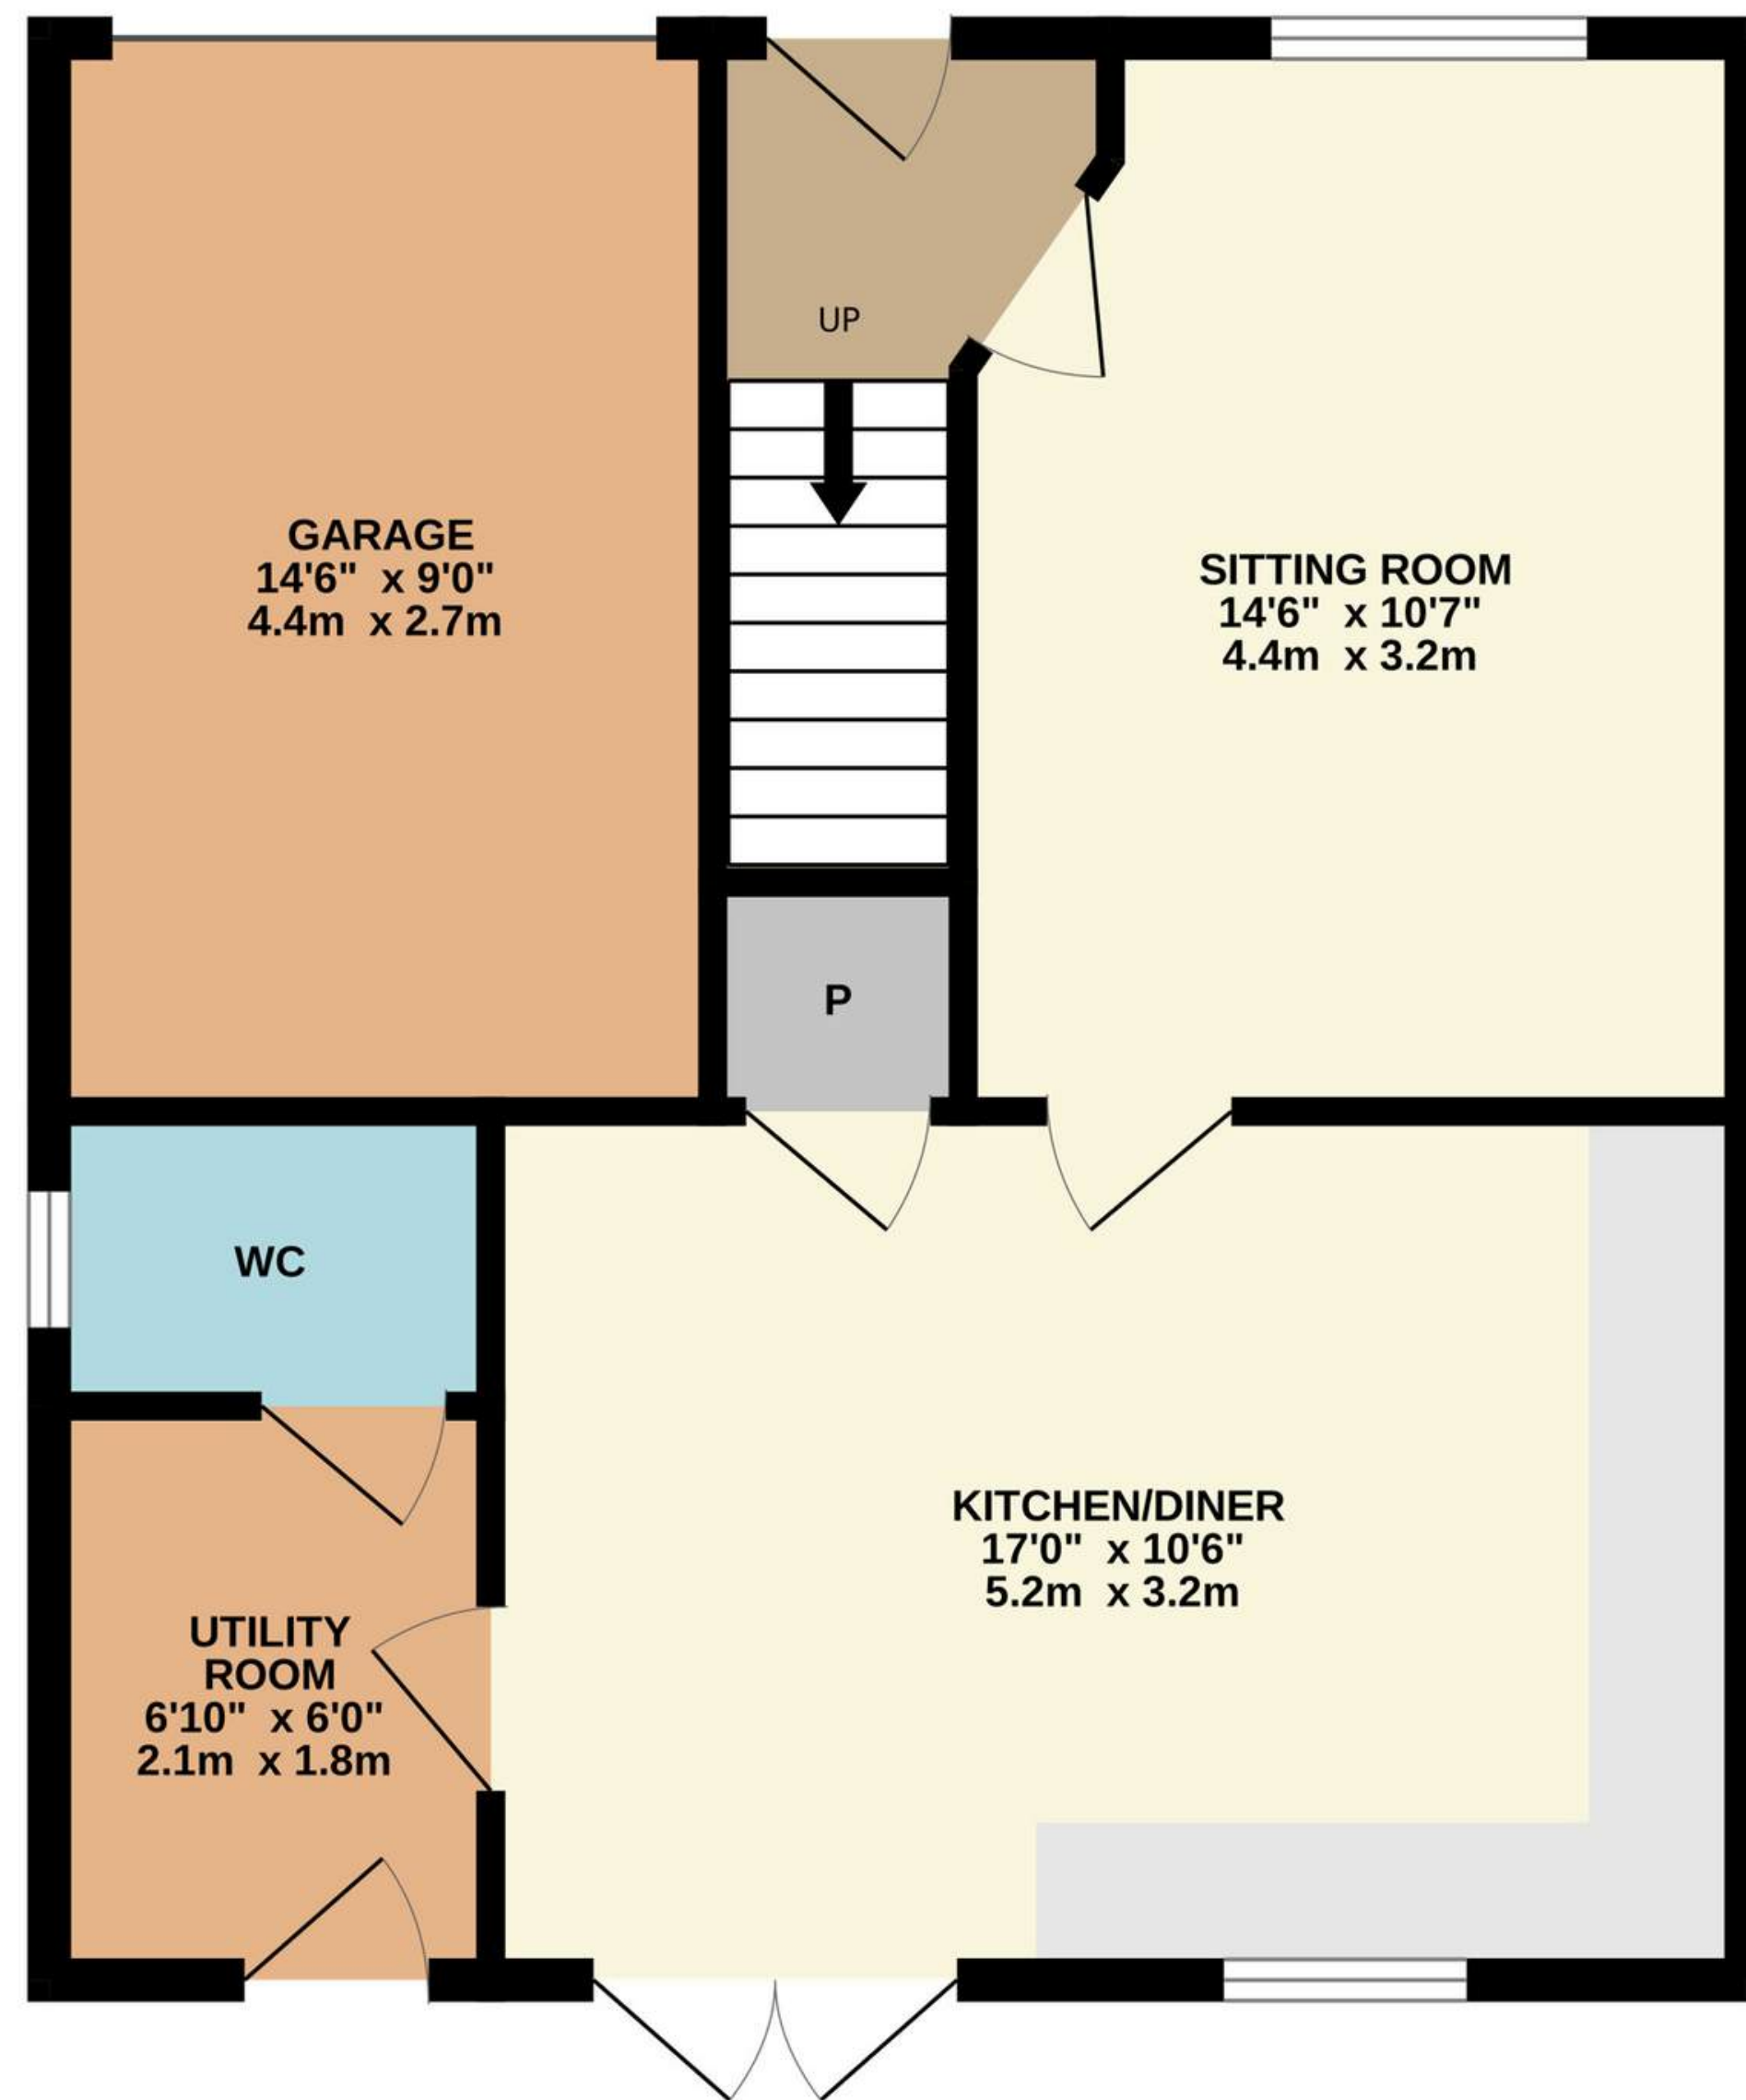 UP
GARAGE
14'6"  x 9'0"
4.4m  x 2.7m
SITTING ROOM
14'6"  x 10'7"
4.4m  x 3.2m
P
WC
KITCHEN/DINER
17'0"  x 10'6"
5.2m  x 3.2m
UTILITY
ROOM
6'10"  x 6'0"
2.1m  x 1.8m